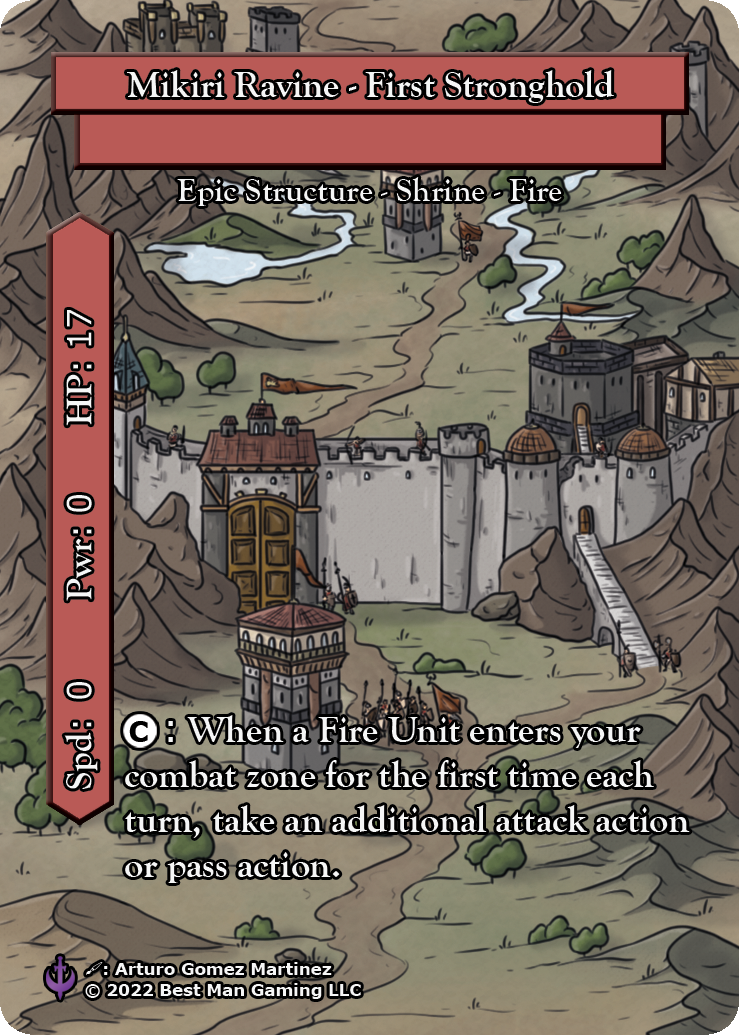 Mikiri Ravine - First Stronghold
Epic Structure - Shrine - Fire
HP: 17
Pwr: 0
Spd: 0
©: When a Fire Unit enters your
combat zone for the first time each
turn, take an additional attack action
or pass action.
: Arturo Gomez Martinez
© 2022 Best Man Gaming LLC